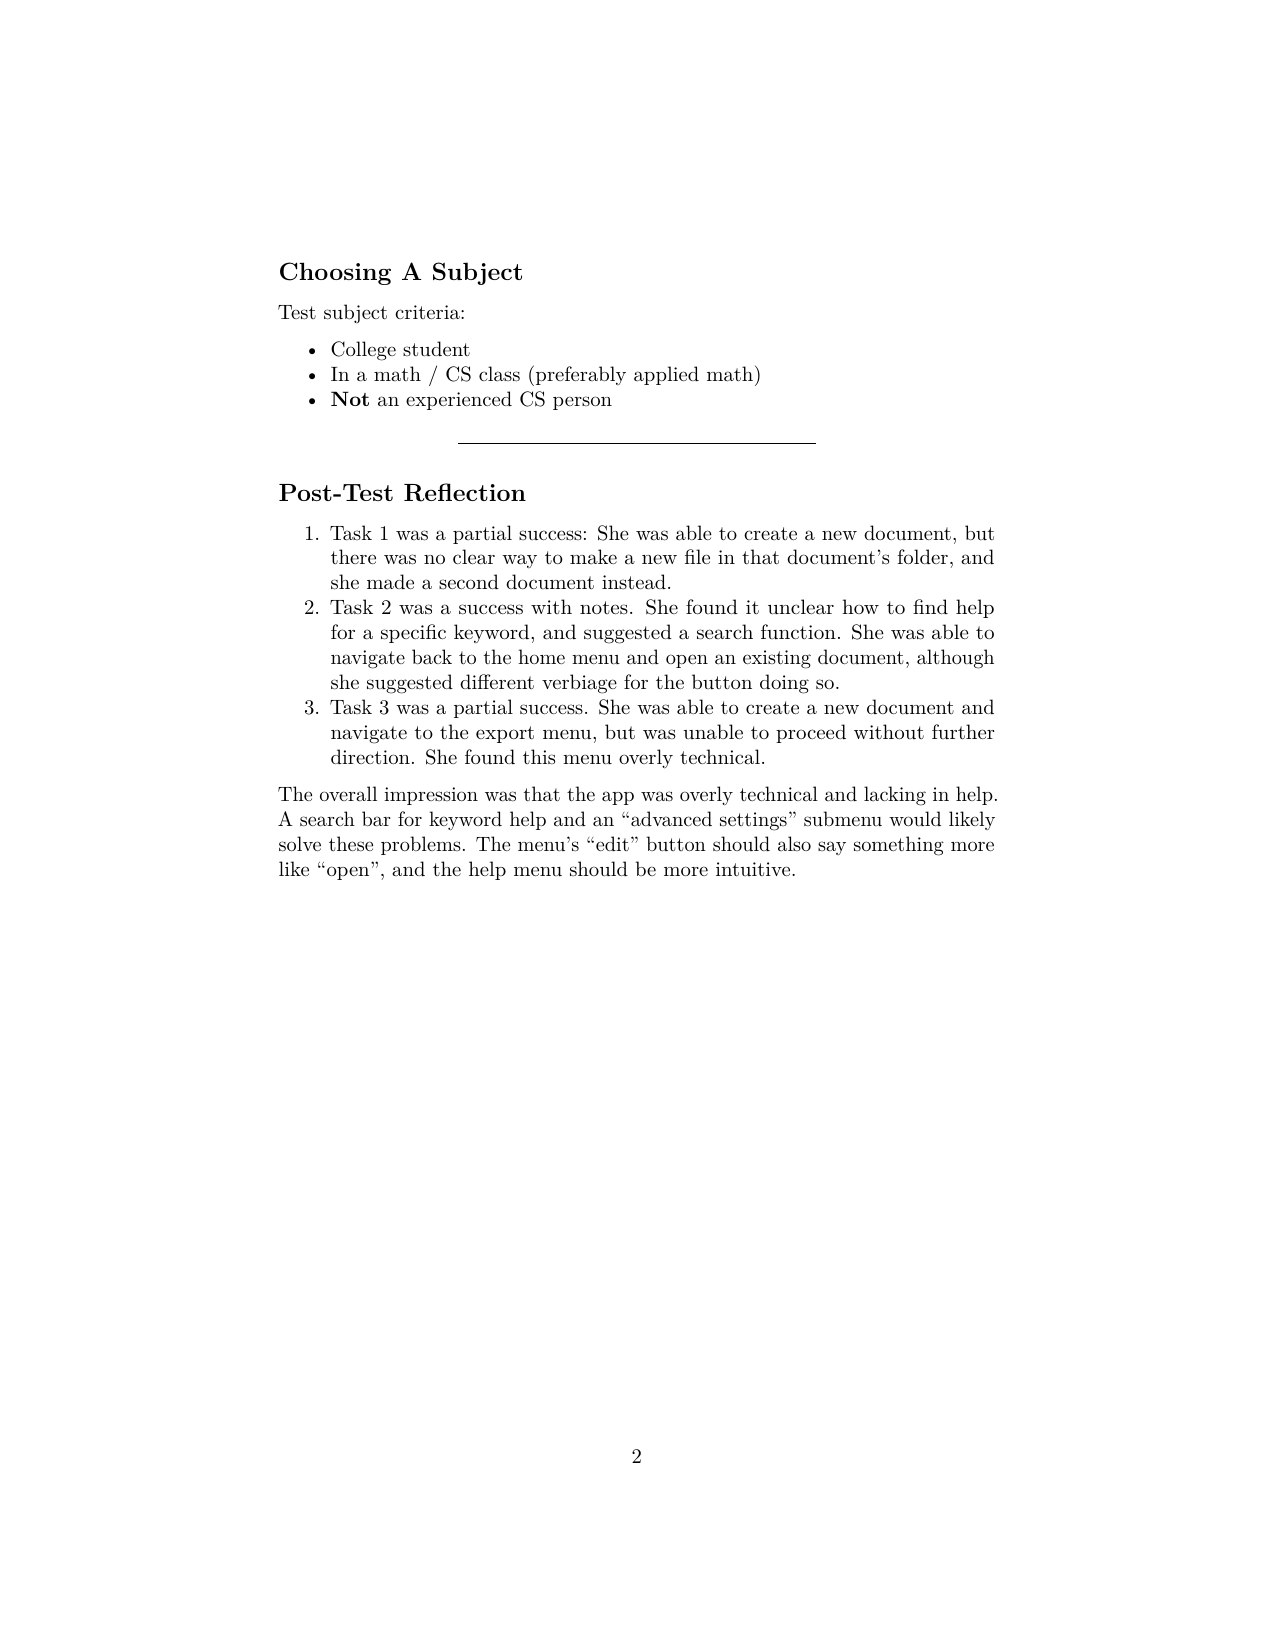 Choosing A Subject
Test subject criteria:
• College student
• In a math / CS class (preferably applied math)
• Not an experienced CS person
Post-Test Reflection
1. Task 1 was a partial success: She was able to create a new document, but
there was no clear way to make a new file in that document’s folder, and
she made a second document instead.
2. Task 2 was a success with notes. She found it unclear how to find help
for a specific keyword, and suggested a search function. She was able to
navigate back to the home menu and open an existing document, although
she suggested different verbiage for the button doing so.
3. Task 3 was a partial success. She was able to create a new document and
navigate to the export menu, but was unable to proceed without further
direction. She found this menu overly technical.
The overall impression was that the app was overly technical and lacking in help.
A search bar for keyword help and an “advanced settings” submenu would likely
solve these problems. The menu’s “edit” button should also say something more
like “open”, and the help menu should be more intuitive.
2